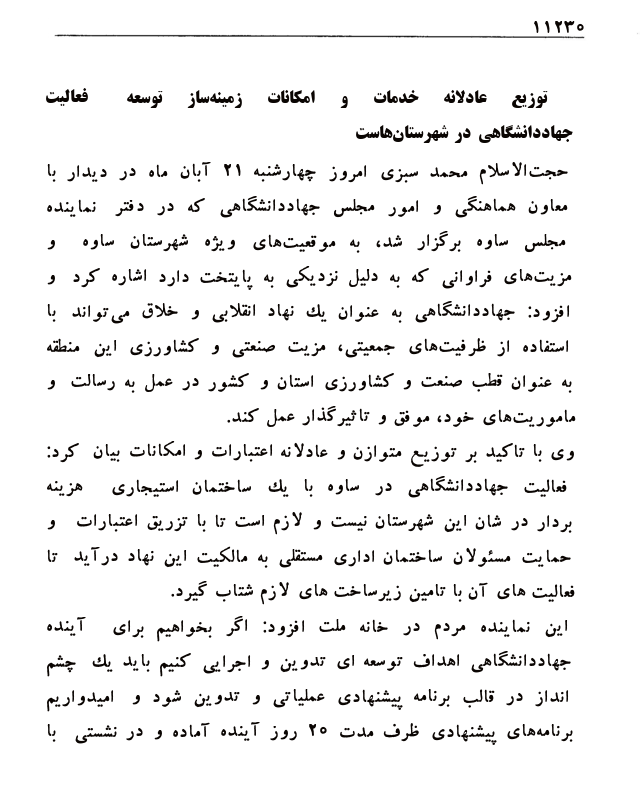 ۱۱۲۳۰
توزیع عادلانه خدمات و امکانات زمینه‌ساز توسعه فعالیت
جهاددانشگاهی در شهرستان‌هاست
حجت‌الاسلام محمد سبزی امروز چهارشنبه ۲۱ آبان ماه در دیدار با
معاون هماهنگی و امور مجلس جهاددانشگاهی که در دفتر نماینده
مجلس ساوه برگزار شد، به موقعیت‌های ویژه شهرستان ساوه و
مزیت‌های فراوانی که به دلیل نزدیکی به پایتخت دارد اشاره کرد و
افزود: جهاددانشگاهی به عنوان یك نهاد انقلابی و خلاق می‌تواند با
استفاده از ظرفیت‌های جمعیتی، مزیت صنعتی و کشاورزی این منطقه
به عنوان قطب صنعت و کشاورزی استان و کشور در عمل به رسالت و
ماموریت‌های خود، موفق و تاثیرگذار عمل کند.
وی با تاکید بر توزیع متوازن و عادلانه اعتبارات و امکانات بیان کرد:
فعالیت جهاددانشگاهی در ساوه با یك ساختمان استیجاری هزینه
بردار در شان این شهرستان نیست و لازم است تا با تزریق اعتبارات و
حمایت مسئولان ساختمان اداری مستقلی به مالکیت این نهاد درآید تا
فعالیت های آن با تامین زیرساخت های لازم شتاب گیرد.
این نماینده مردم در خانه ملت افزود: اگر بخواهیم برای آینده
جهاددانشگاهی اهداف توسعه ای تدوین و اجرایی کنیم باید یك چشم
انداز در قالب برنامه پیشنهادی عملیاتی و تدوین شود و امیدواریم
برنامه‌های پیشنهادی ظرف مدت ۲۰ روز آینده آماده و در نشستی با